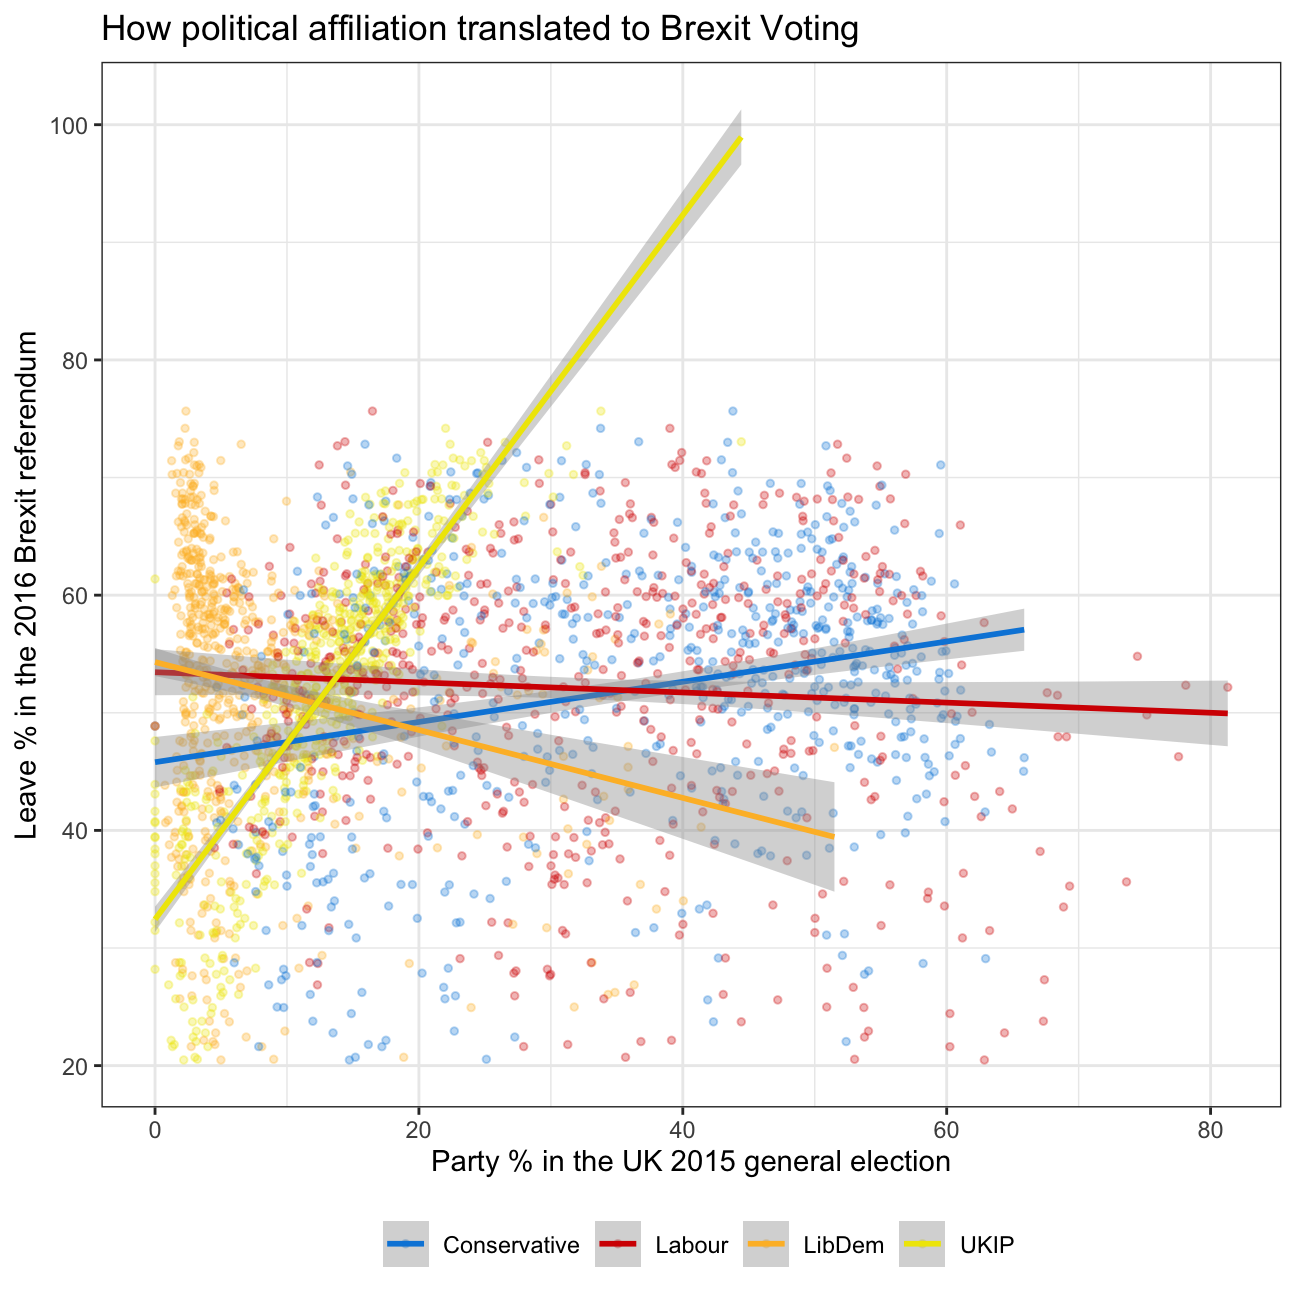 How political affiliation translated to Brexit Voting
Leave % in the 2016 Brexit referendum
100
80
60
40
20
0 20 40 60 80
Party % in the UK 2015 general election
Conservative Labour LibDem UKIP